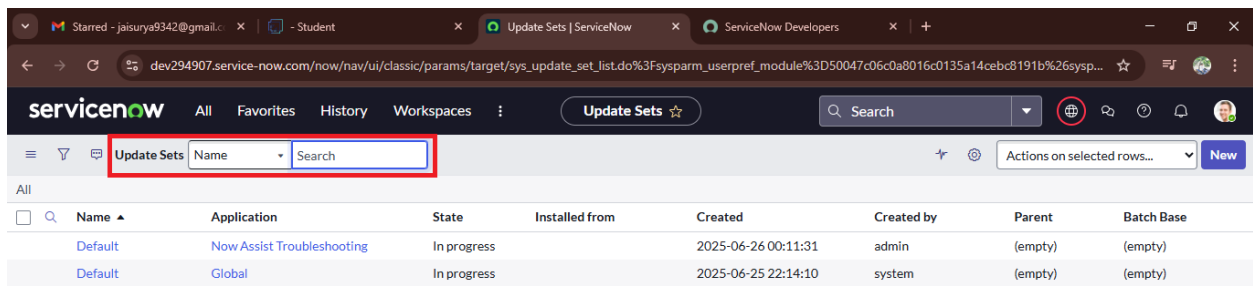 Starred - jaisurya9342@gmail.c
- Student
Update Sets | ServiceNow
ServiceNow Developers
dev294907.service-now.com/now/nav/ui/classic/params/target/sys_update_set_list.do%3Fsysparm_userpref_module%3D50047c06c0a8016c0135a14cebc8191b%26sysp...
servicenow All Favorites History Workspaces Update Sets Search
Update Sets Name Search Actions on selected rows... New
All
Name Application State Installed from Created Created by Parent Batch Base
Default Now Assist Troubleshooting In progress 2025-06-26 00:11:31 admin (empty) (empty)
Default Global In progress 2025-06-25 22:14:10 system (empty) (empty)